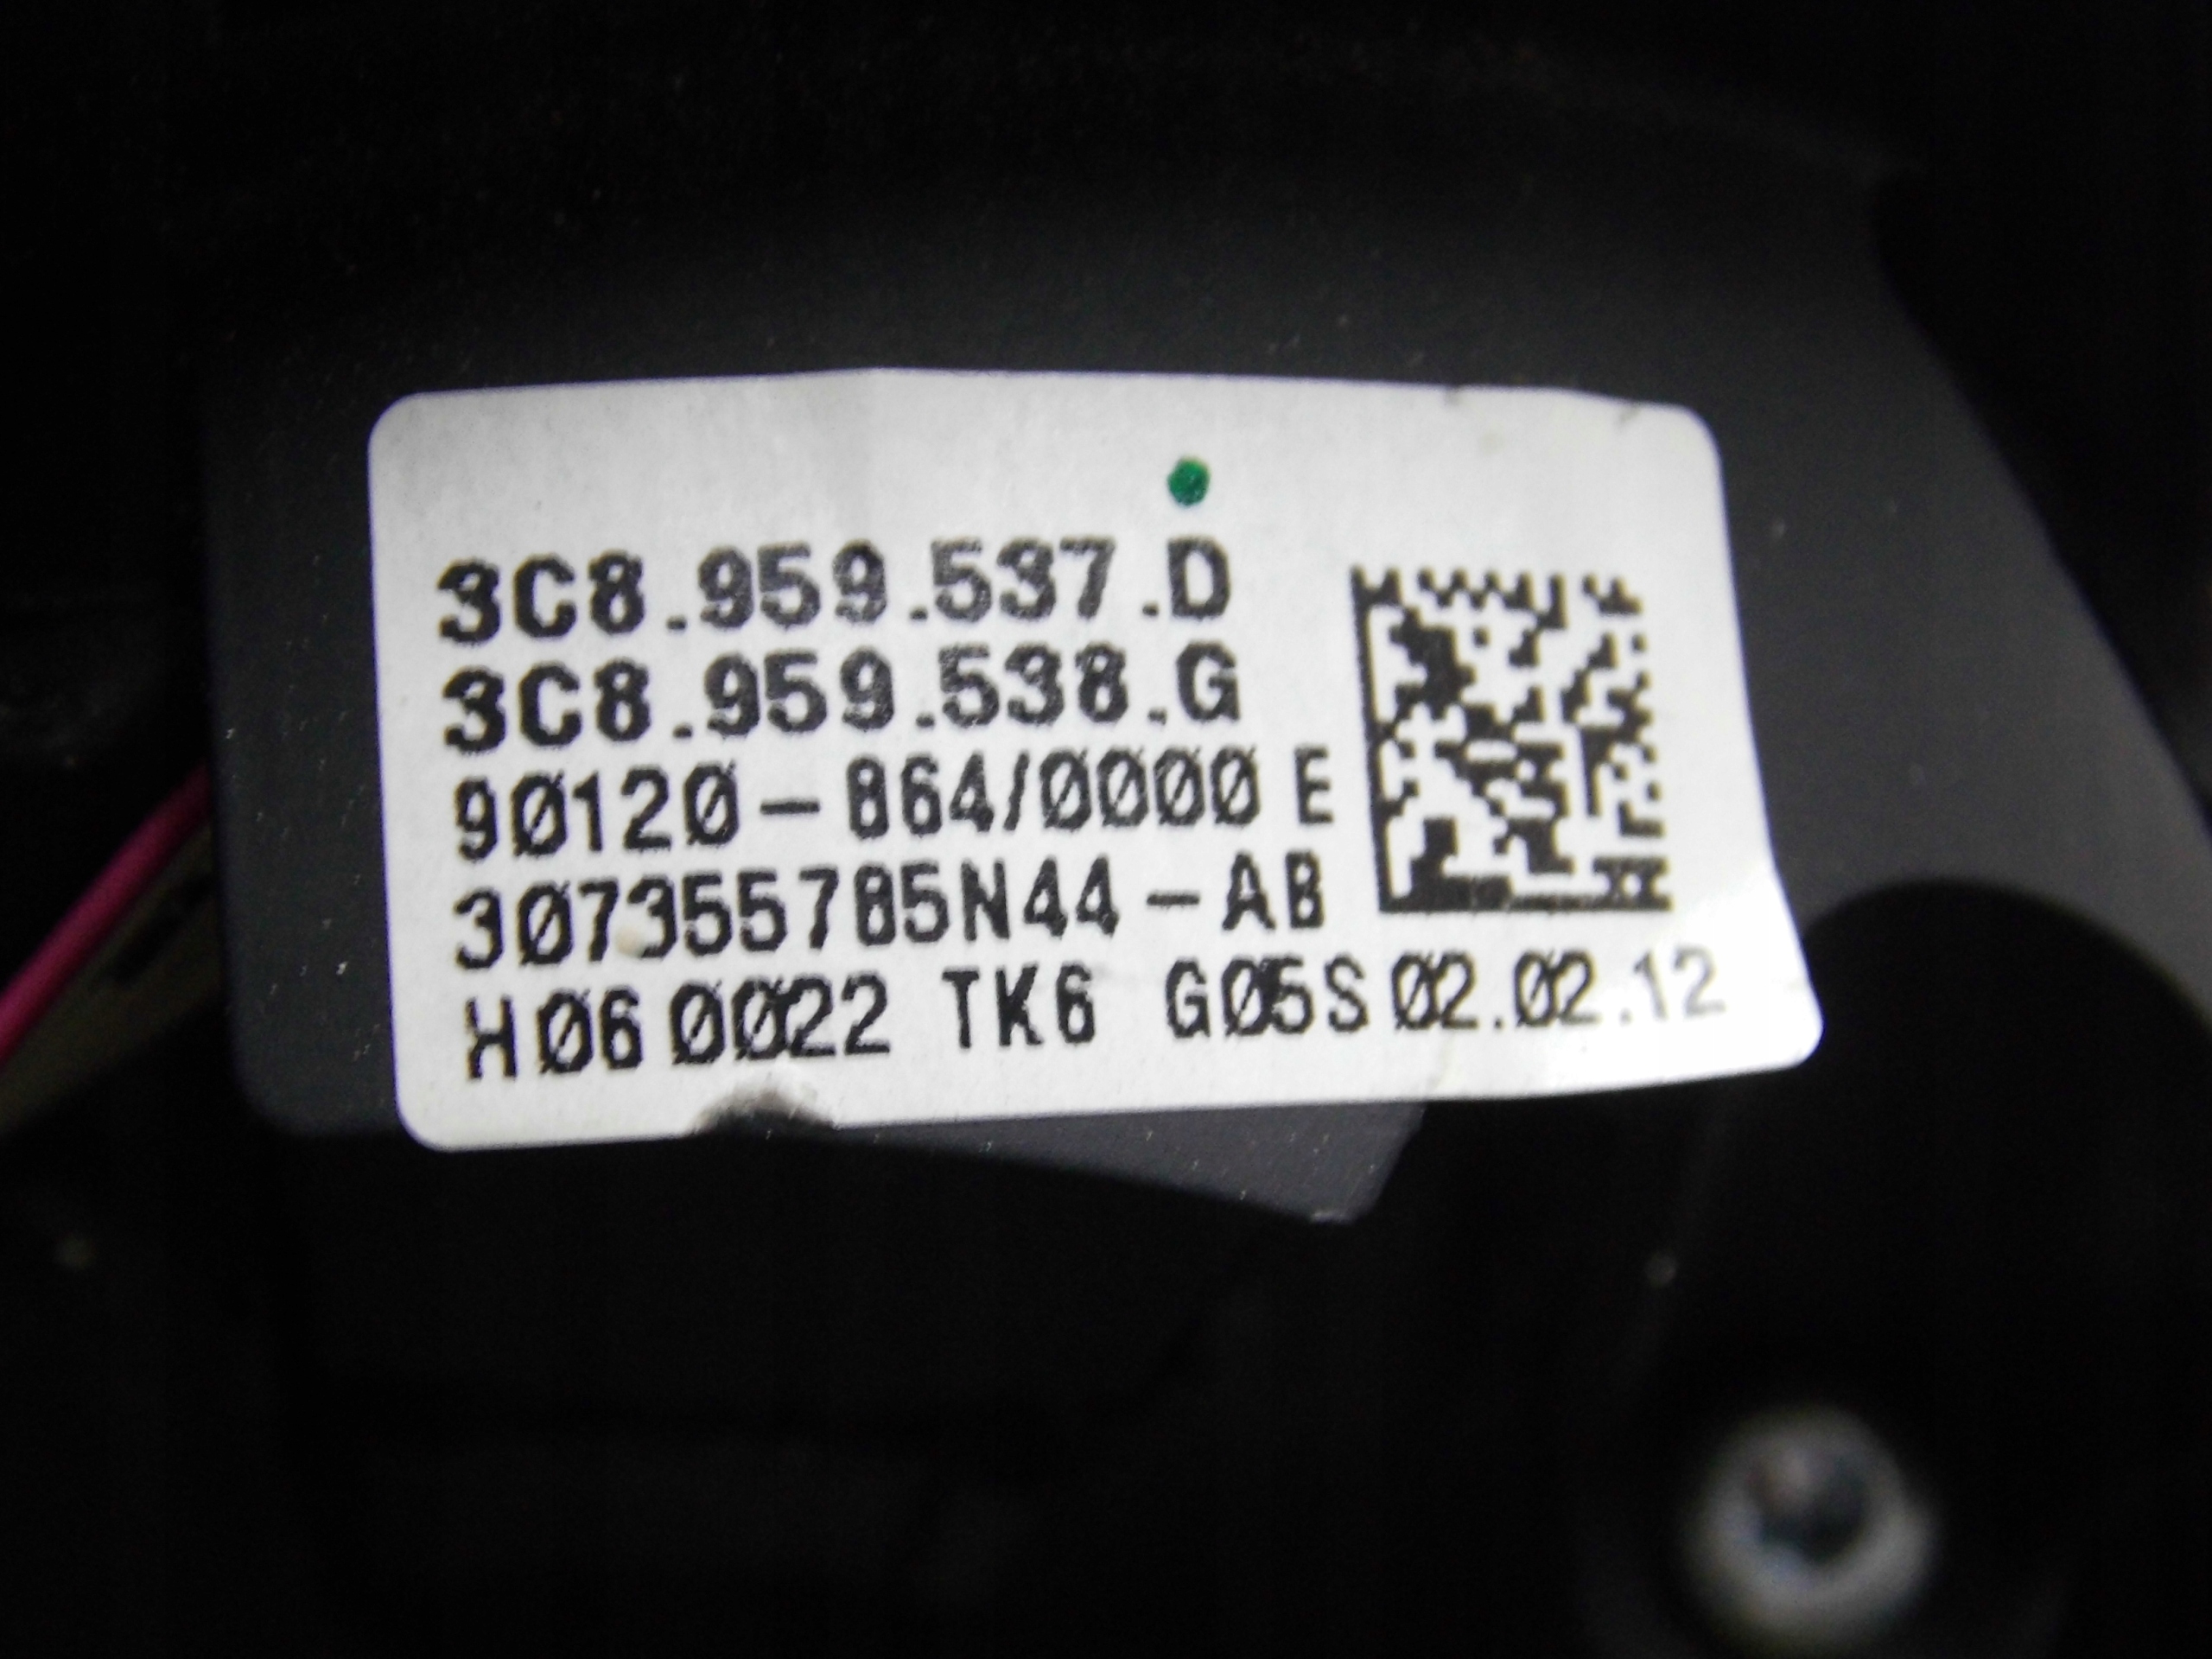 3C8.959.537.D
3C8.959.538.G
90120-864/0000 E
307355785N44-AB
H06 0022 TK6 G05S 02.02.12